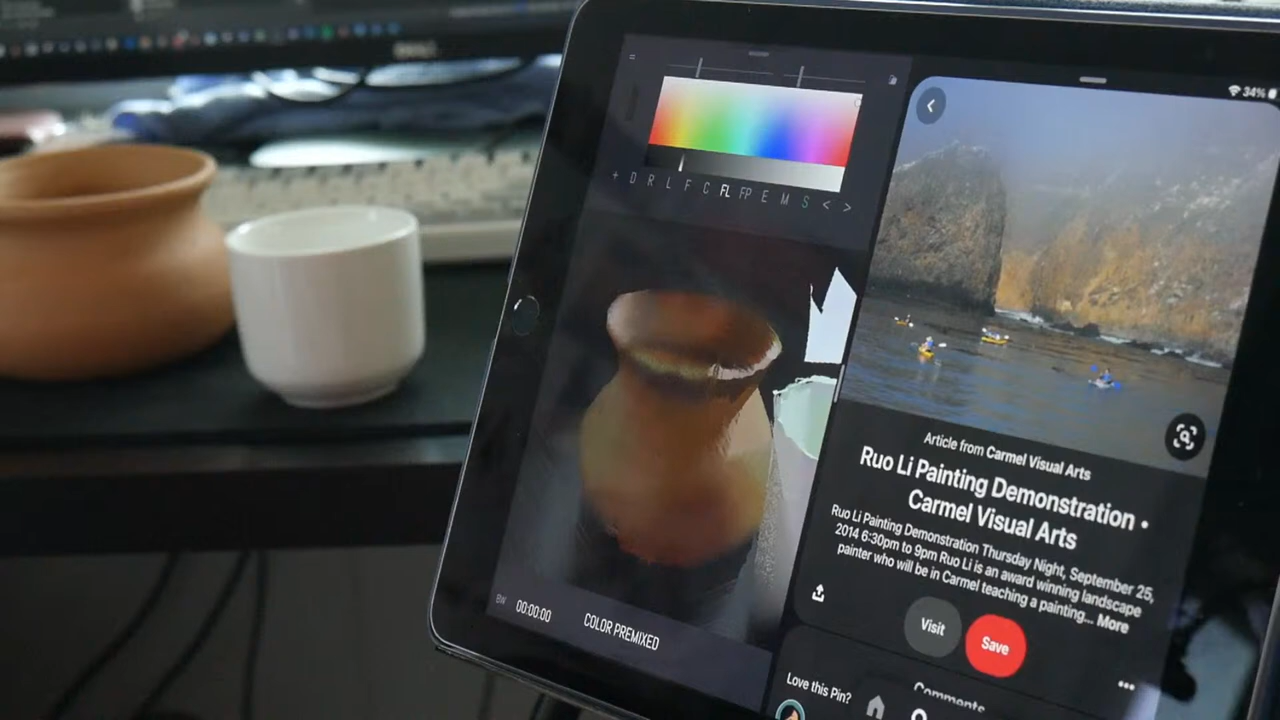 DELL
34%
+ D R L F C FL FP E M S < >
Article from Carmel Visual Arts
Ruo Li Painting Demonstration •
Carmel Visual Arts
Ruo Li Painting Demonstration Thursday Night, September 25,
2014 6:30pm to 9pm Ruo Li is an award winning landscape
painter who will be in Carmel teaching a painting... More
Visit
Save
BW 00:00:00 COLOR PREMIXED
Love this Pin?
Comments